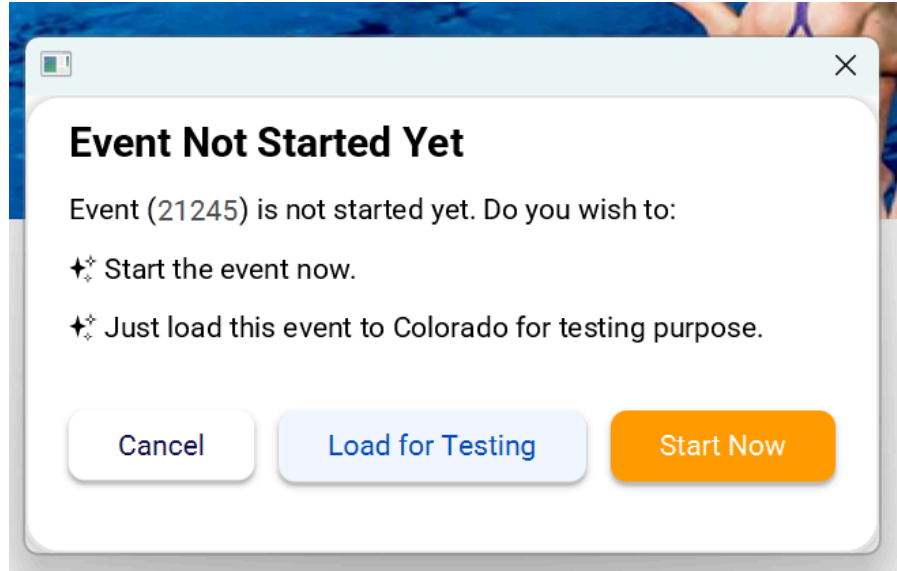 Event Not Started Yet
Event (21245) is not started yet. Do you wish to:
Start the event now.
Just load this event to Colorado for testing purpose.
Cancel
Load for Testing
Start Now